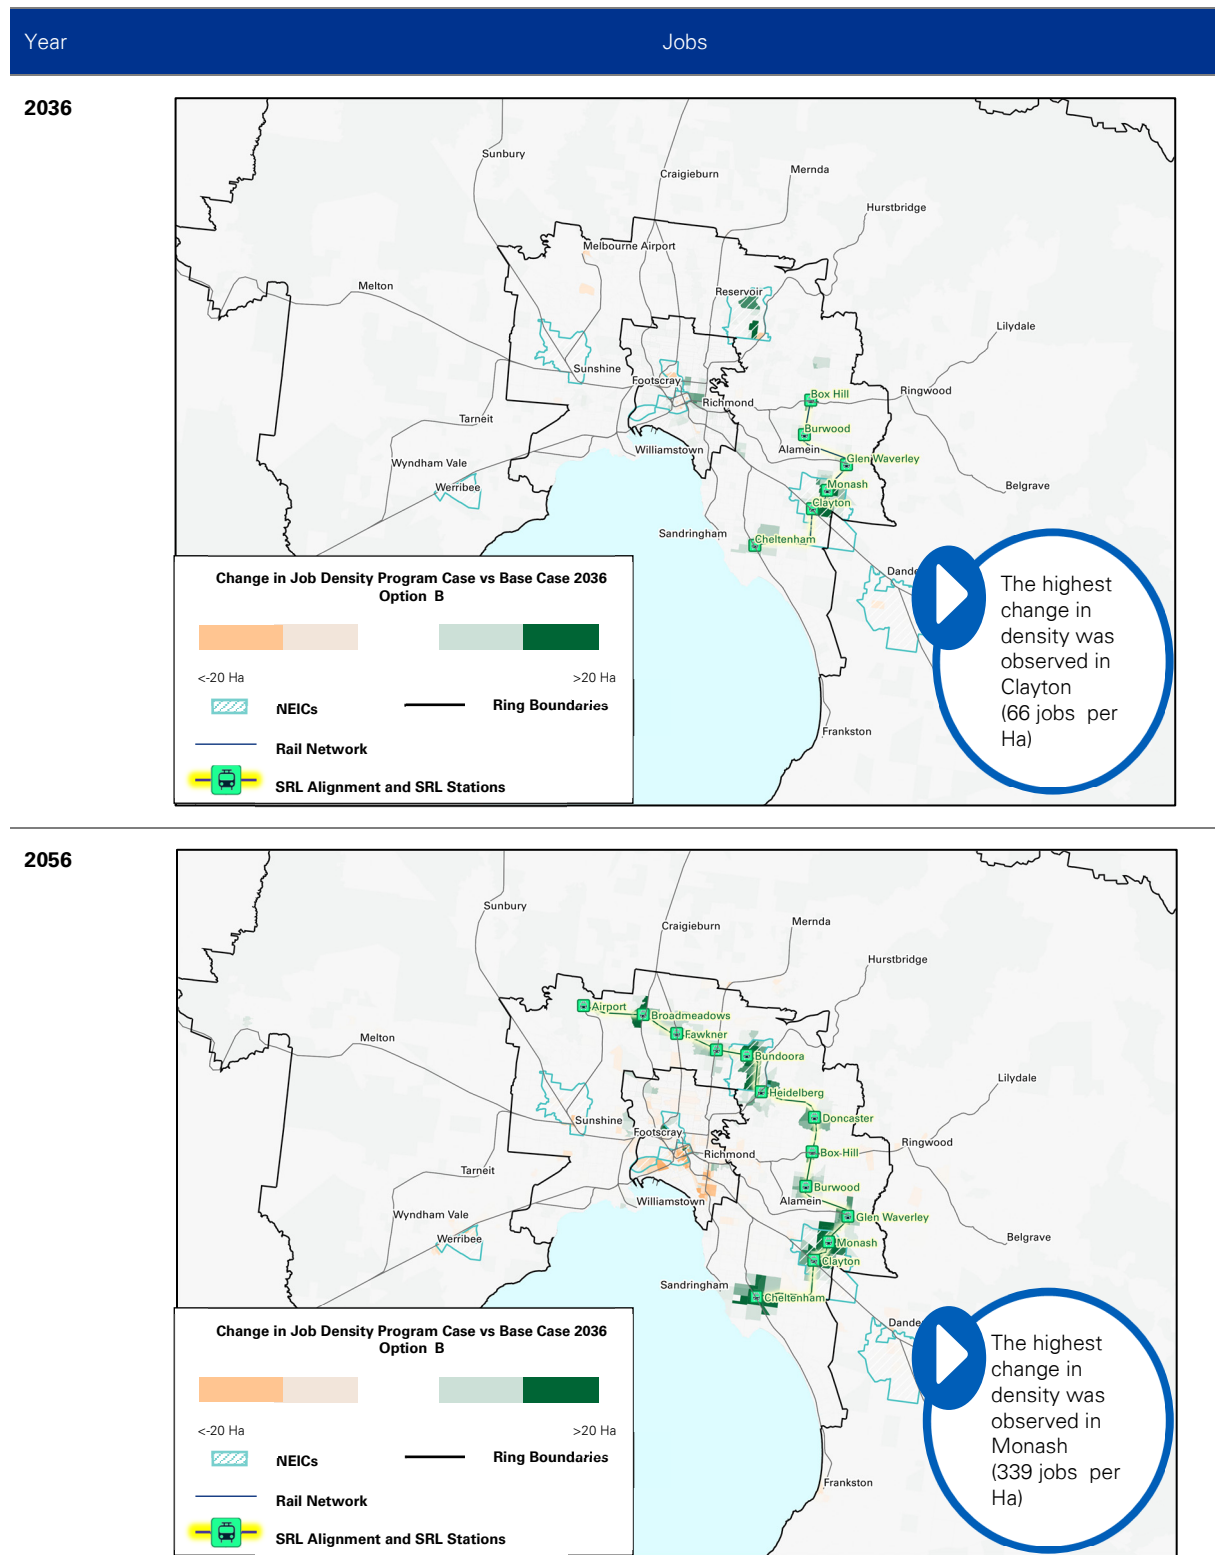 Year
Jobs
2036
Sunbury
Craigieburn
Mernda
Hurstbridge
Melbourne Airport
Melton
Reservoir
Lilydale
Sunshine
Footscray
Ringwood
Box Hill
Richmond
Tarneit
Burwood
Williamstown
Alamein
Glen Waverley
Wyndham Vale
Werribee
Monash
Belgrave
Clayton
Sandringham
Cheltenham
Dande
Frankston
Change in Job Density Program Case vs Base Case 2036
Option B
<-20 Ha
>20 Ha
NEICs
Ring Boundaries
Rail Network
SRL Alignment and SRL Stations
The highest
change in
density was
observed in
Clayton
(66 jobs per
Ha)
2056
Sunbury
Craigieburn
Mernda
Hurstbridge
Airport
Broadmeadows
Fawkner
Melton
Bundoora
Lilydale
Heidelberg
Doncaster
Sunshine
Footscray
Ringwood
Box Hill
Richmond
Tarneit
Burwood
Williamstown
Alamein
Glen Waverley
Wyndham Vale
Werribee
Monash
Belgrave
Clayton
Sandringham
Cheltenham
Dande
Frankston
Change in Job Density Program Case vs Base Case 2036
Option B
<-20 Ha
>20 Ha
NEICs
Ring Boundaries
Rail Network
SRL Alignment and SRL Stations
The highest
change in
density was
observed in
Monash
(339 jobs per
Ha)